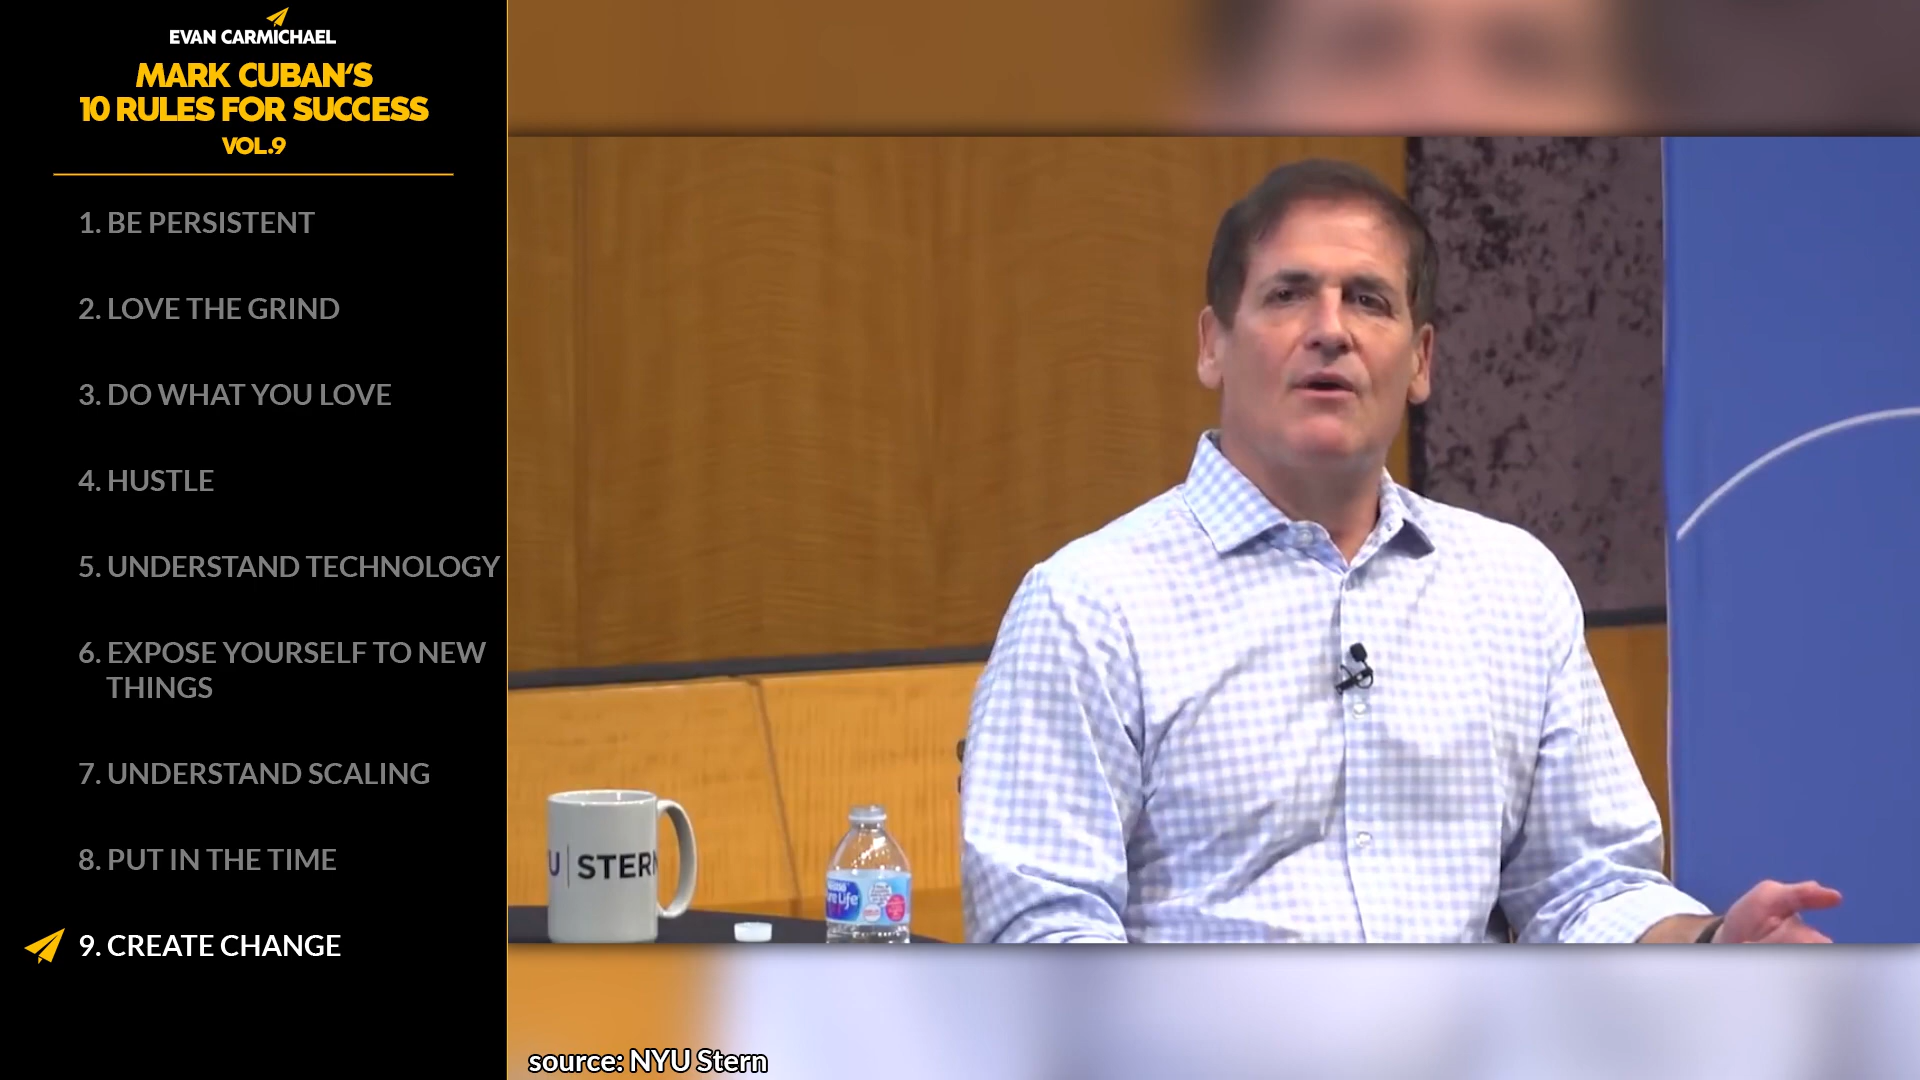 EVAN CARMICHAEL
MARK CUBAN'S
10 RULES FOR SUCCESS
VOL.9
1. BE PERSISTENT
2. LOVE THE GRIND
3. DO WHAT YOU LOVE
4. HUSTLE
5. UNDERSTAND TECHNOLOGY
6. EXPOSE YOURSELF TO NEW
THINGS
7. UNDERSTAND SCALING
8. PUT IN THE TIME
9. CREATE CHANGE
U | STERN
source: NYU Stern